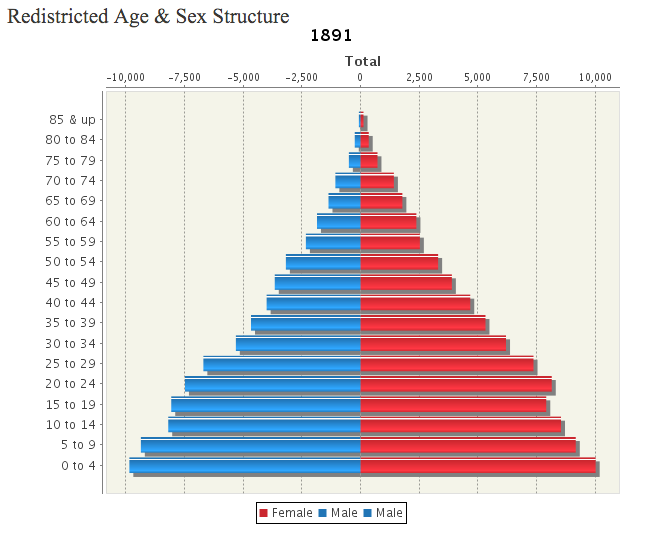 Redistricted Age & Sex Structure
1891
Total
-10,000 -7,500 -5,000 -2,500 0 2,500 5,000 7,500 10,000
85 & up
80 to 84
75 to 79
70 to 74
65 to 69
60 to 64
55 to 59
50 to 54
45 to 49
40 to 44
35 to 39
30 to 34
25 to 29
20 to 24
15 to 19
10 to 14
5 to 9
0 to 4
Female Male Male